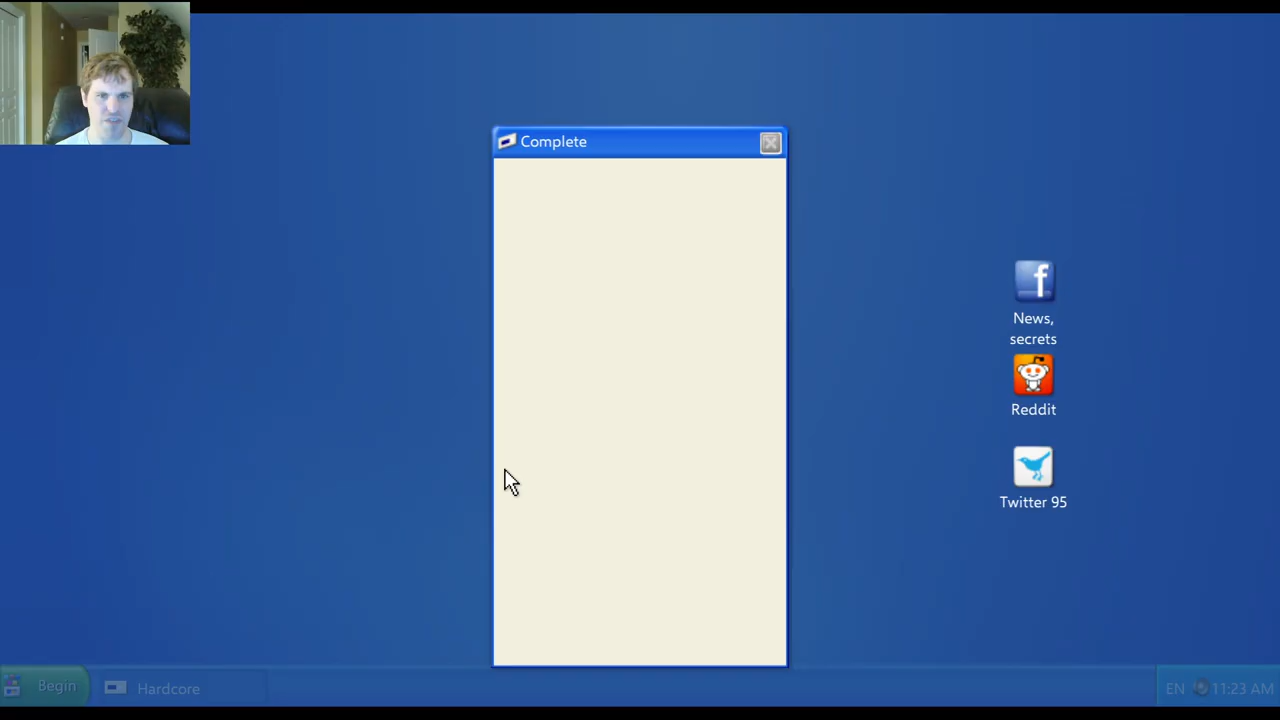 Complete
News,
secrets
Reddit
Twitter 95
Begin
Hardcore
EN
11:23 AM